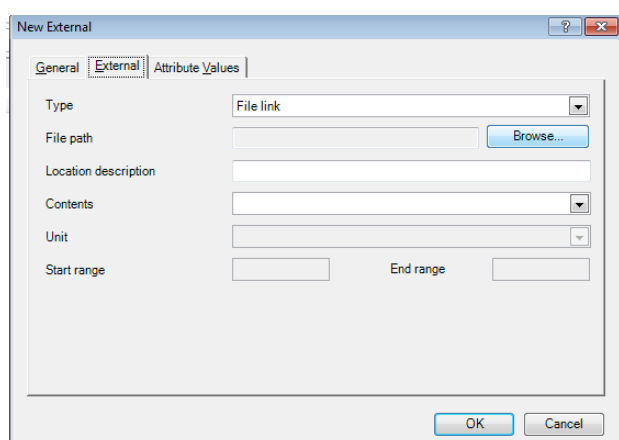 New External
General External Attribute Values
Type File link
File path Browse...
Location description
Contents
Unit
Start range End range
OK Cancel